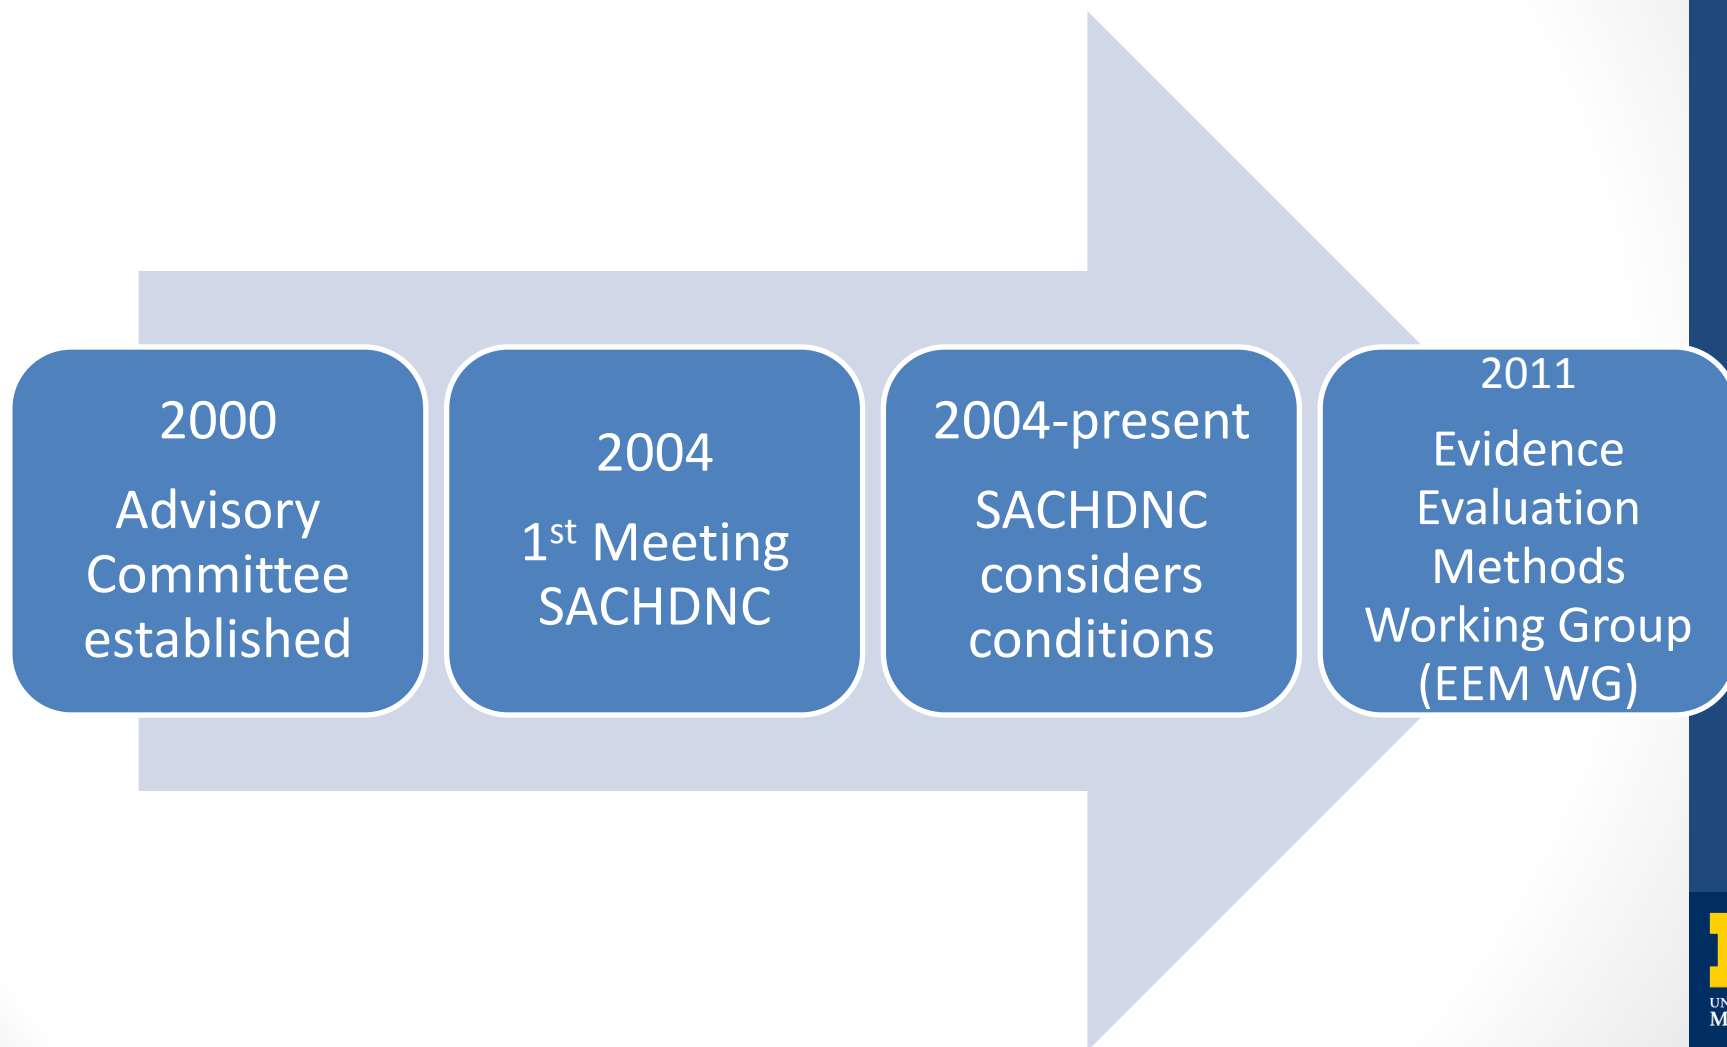 2000
Advisory
Committee
established
2004
1st Meeting
SACHDNC
2004-present
SACHDNC
considers
conditions
2011
Evidence
Evaluation
Methods
Working Group
(EEM WG)